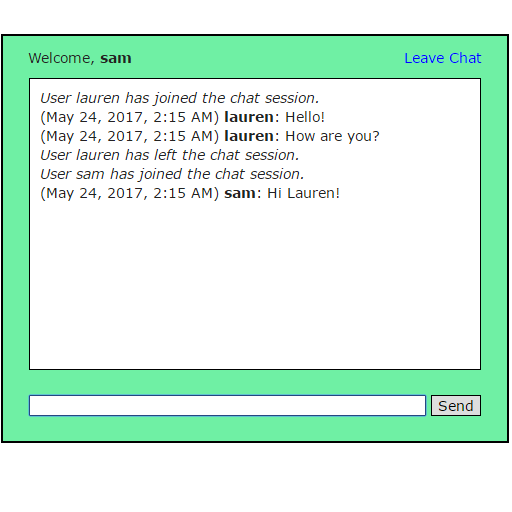 Welcome, sam
Leave Chat
User lauren has joined the chat session.
(May 24, 2017, 2:15 AM) lauren: Hello!
(May 24, 2017, 2:15 AM) lauren: How are you?
User lauren has left the chat session.
User sam has joined the chat session.
(May 24, 2017, 2:15 AM) sam: Hi Lauren!
Send